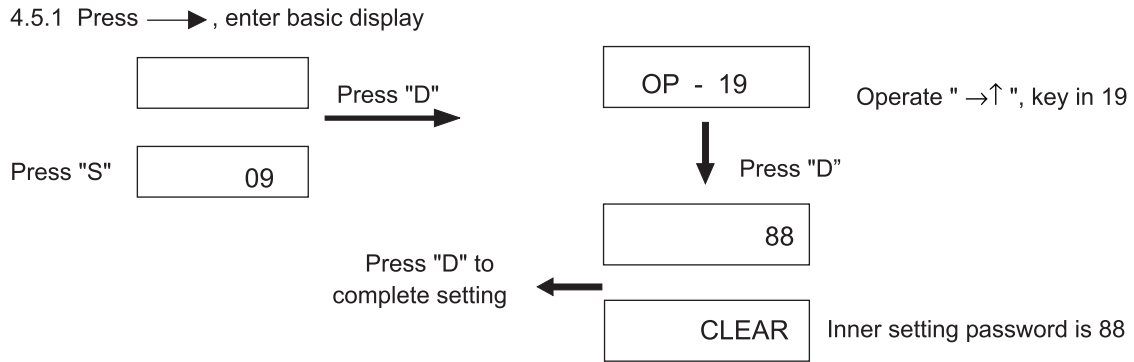 4.5.1 Press ⟶ , enter basic display
Press "D"
OP - 19
Operate " →↑ ", key in 19
Press "S"
09
Press "D”
88
Press "D" to
complete setting
CLEAR
Inner setting password is 88